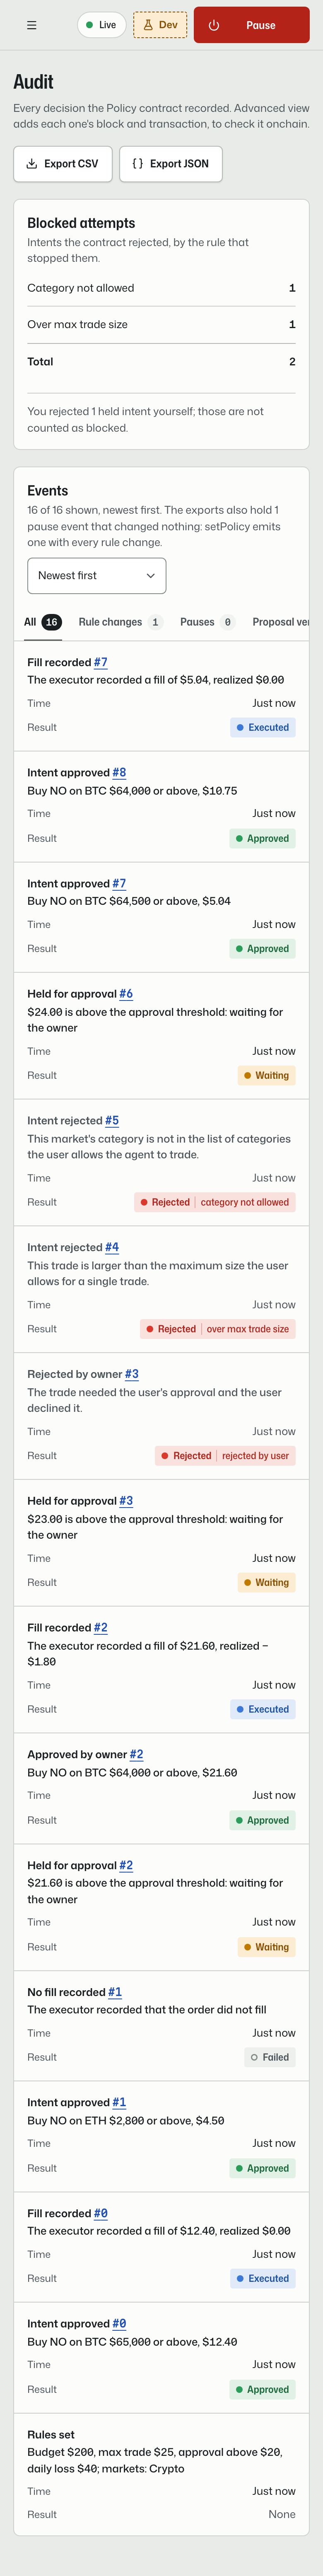 Live
Dev
Pause
Audit
Every decision the Policy contract recorded. Advanced view
adds each one's block and transaction, to check it onchain.
Export CSV
Export JSON
Blocked attempts
Intents the contract rejected, by the rule that
stopped them.
Category not allowed 1
Over max trade size 1
Total 2
You rejected 1 held intent yourself; those are not
counted as blocked.
Events
16 of 16 shown, newest first. The exports also hold 1
pause event that changed nothing: setPolicy emits
one with every rule change.
Newest first
All 16 Rule changes 1 Pauses 0 Proposal ver
Fill recorded #7
The executor recorded a fill of $5.04, realized $0.00
Time Just now
Result Executed
Intent approved #8
Buy NO on BTC $64,000 or above, $10.75
Time Just now
Result Approved
Intent approved #7
Buy NO on BTC $64,500 or above, $5.04
Time Just now
Result Approved
Held for approval #6
$24.00 is above the approval threshold: waiting for
the owner
Time Just now
Result Waiting
Intent rejected #5
This market's category is not in the list of categories
the user allows the agent to trade.
Time Just now
Result Rejected | category not allowed
Intent rejected #4
This trade is larger than the maximum size the user
allows for a single trade.
Time Just now
Result Rejected | over max trade size
Rejected by owner #3
The trade needed the user's approval and the user
declined it.
Time Just now
Result Rejected | rejected by user
Held for approval #3
$23.00 is above the approval threshold: waiting for
the owner
Time Just now
Result Waiting
Fill recorded #2
The executor recorded a fill of $21.60, realized −
$1.80
Time Just now
Result Executed
Approved by owner #2
Buy NO on BTC $64,000 or above, $21.60
Time Just now
Result Approved
Held for approval #2
$21.60 is above the approval threshold: waiting for
the owner
Time Just now
Result Waiting
No fill recorded #1
The executor recorded that the order did not fill
Time Just now
Result Failed
Intent approved #1
Buy NO on ETH $2,800 or above, $4.50
Time Just now
Result Approved
Fill recorded #0
The executor recorded a fill of $12.40, realized $0.00
Time Just now
Result Executed
Intent approved #0
Buy NO on BTC $65,000 or above, $12.40
Time Just now
Result Approved
Rules set
Budget $200, max trade $25, approval above $20,
daily loss $40; markets: Crypto
Time Just now
Result None